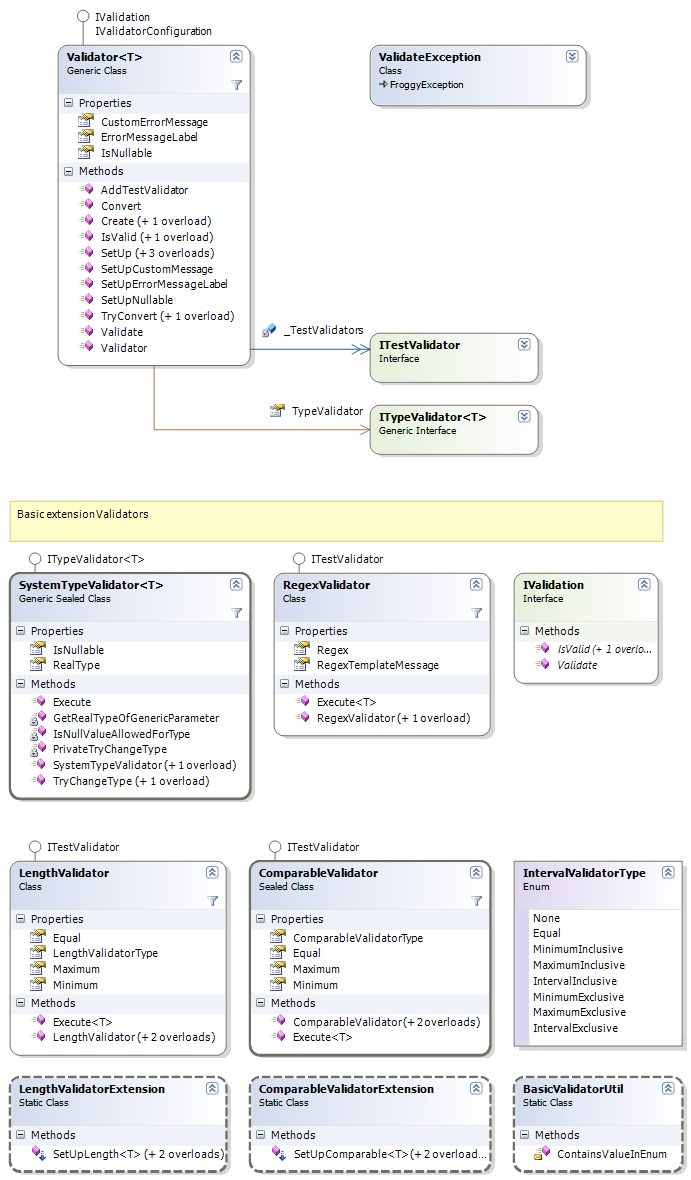 IValidation
IValidatorConfiguration
Validator<T>
Generic Class
Properties
CustomErrorMessage
ErrorMessageLabel
IsNullable
Methods
AddTestValidator
Convert
Create (+ 1 overload)
IsValid (+ 1 overload)
SetUp (+ 3 overloads)
SetUpCustomMessage
SetUpErrorMessageLabel
SetUpNullable
TryConvert (+ 1 overload)
Validate
Validator
ValidateException
Class
FroggyException
_TestValidators
ITestValidator
Interface
TypeValidator
ITypeValidator<T>
Generic Interface
Basic extension Validators
ITypeValidator<T>
SystemTypeValidator<T>
Generic Sealed Class
Properties
IsNullable
RealType
Methods
Execute
GetRealTypeOfGenericParameter
IsNullValueAllowedForType
PrivateTryChangeType
SystemTypeValidator (+ 1 overload)
TryChangeType (+ 1 overload)
ITestValidator
RegexValidator
Class
Properties
Regex
RegexTemplateMessage
Methods
Execute<T>
RegexValidator (+ 1 overload)
IValidation
Interface
Methods
IsValid (+ 1 overlo...
Validate
ITestValidator
LengthValidator
Class
Properties
Equal
LengthValidatorType
Maximum
Minimum
Methods
Execute<T>
LengthValidator (+ 2 overloads)
ITestValidator
ComparableValidator
Sealed Class
Properties
ComparableValidatorType
Equal
Maximum
Minimum
Methods
ComparableValidator (+ 2 overloads)
Execute<T>
IntervalValidatorType
Enum
None
Equal
MinimumInclusive
MaximumInclusive
IntervalInclusive
MinimumExclusive
MaximumExclusive
IntervalExclusive
LengthValidatorExtension
Static Class
Methods
SetUpLength<T> (+ 2 overloads)
ComparableValidatorExtension
Static Class
Methods
SetUpComparable<T> (+ 2 overload...
BasicValidatorUtil
Static Class
Methods
ContainsValueInEnum